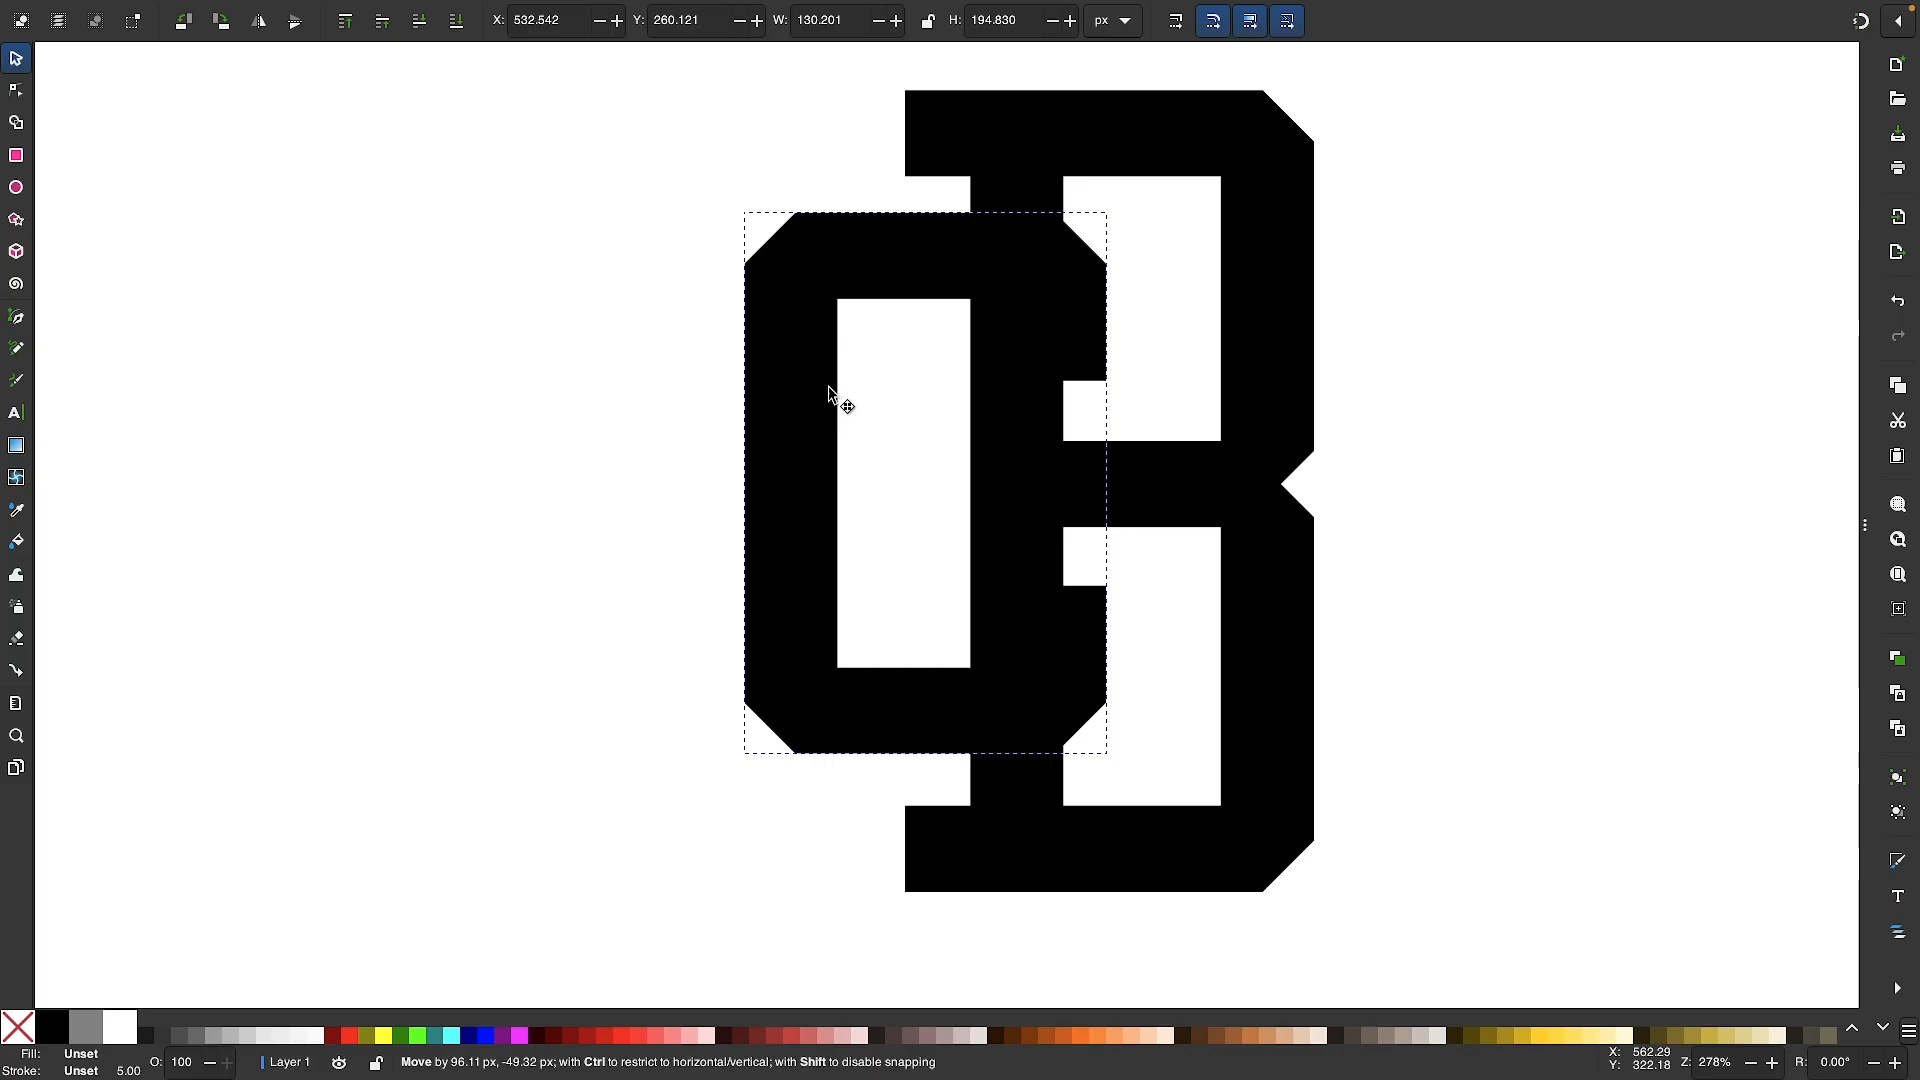 X: 532.542 Y: 260.121 W: 130.201 H: 194.830 px
CB
Fill: Unset
Stroke: Unset 5.00
O: 100
Layer 1
Move by 96.11 px, -49.32 px; with Ctrl to restrict to horizontal/vertical; with Shift to disable snapping
X: 562.29
Y: 322.18
Z: 278%
R: 0.00°